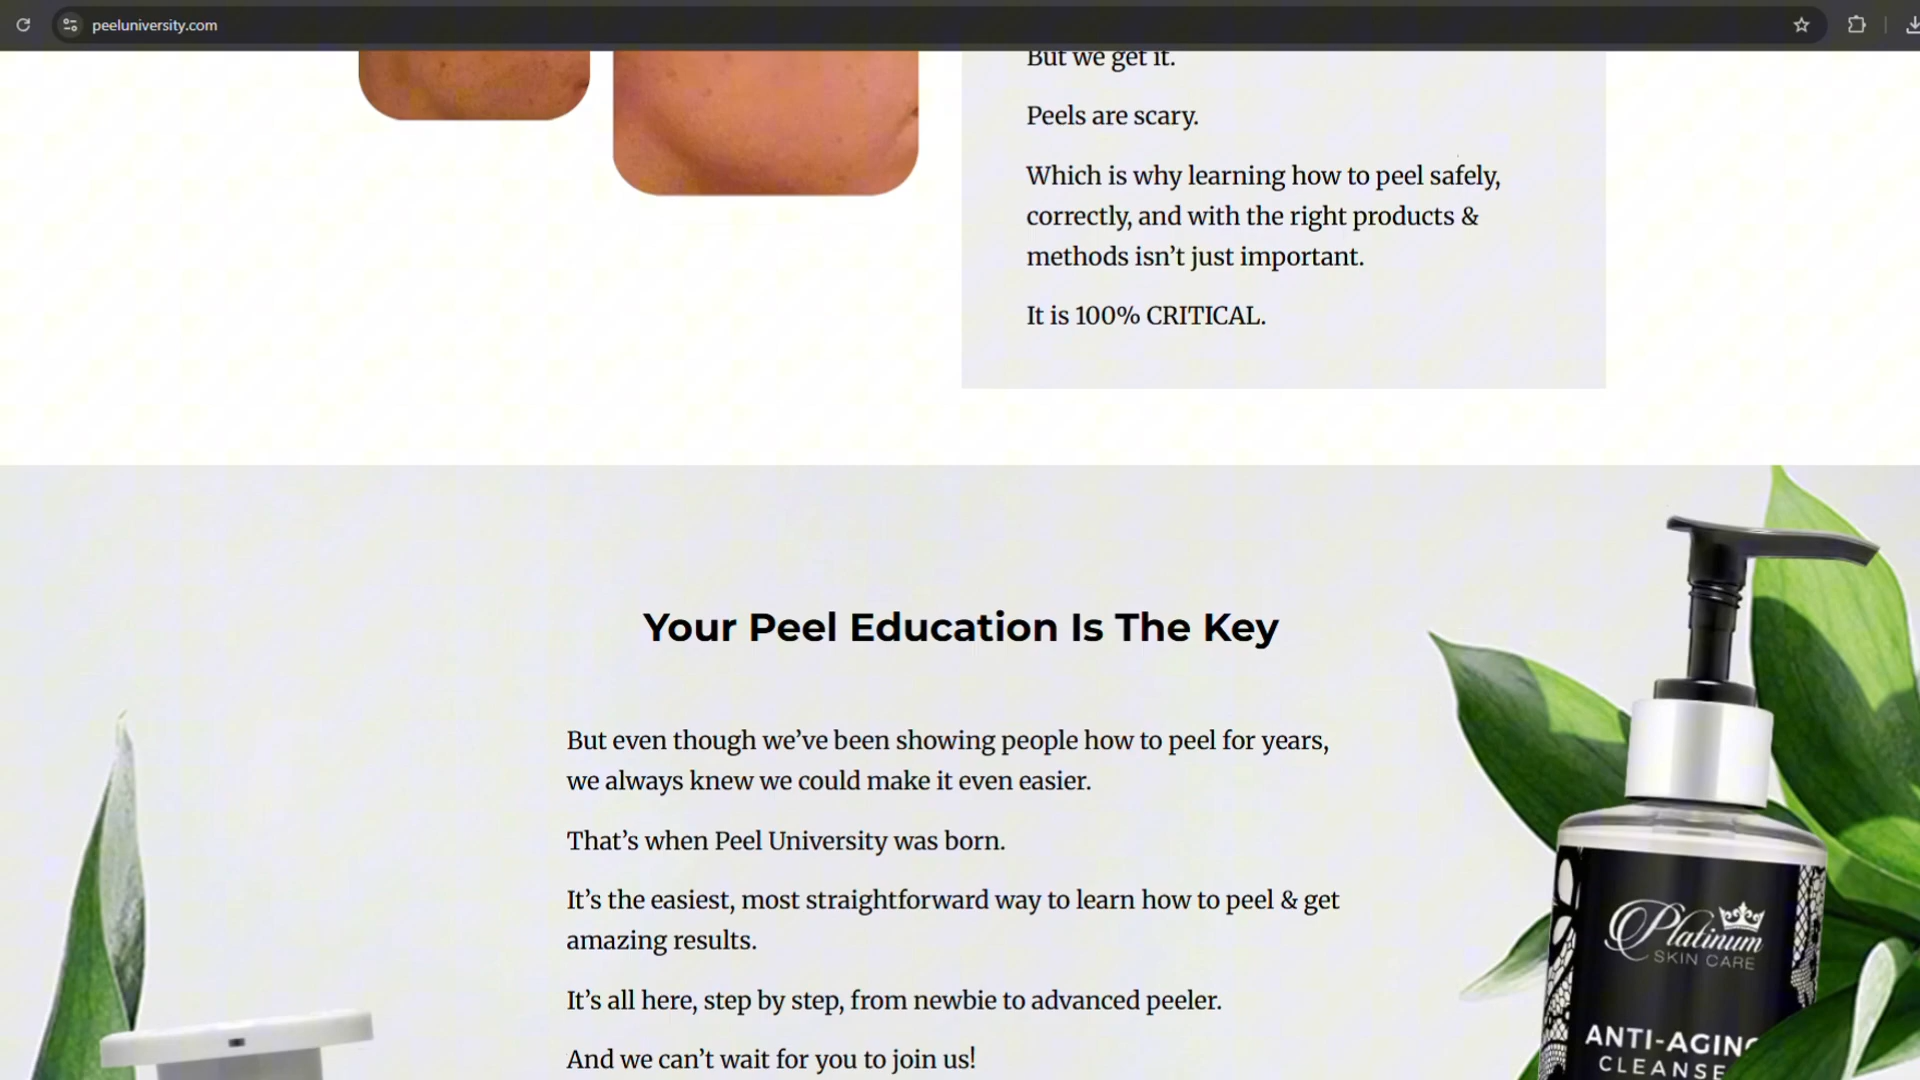 peeluniversity.com
But we get it.
Peels are scary.
Which is why learning how to peel safely,
correctly, and with the right products &
methods isn’t just important.
It is 100% CRITICAL.
Your Peel Education Is The Key
But even though we’ve been showing people how to peel for years,
we always knew we could make it even easier.
That’s when Peel University was born.
It’s the easiest, most straightforward way to learn how to peel & get
amazing results.
It’s all here, step by step, from newbie to advanced peeler.
And we can’t wait for you to join us!
Platinum
SKIN CARE
ANTI-AGING
CLEANSE